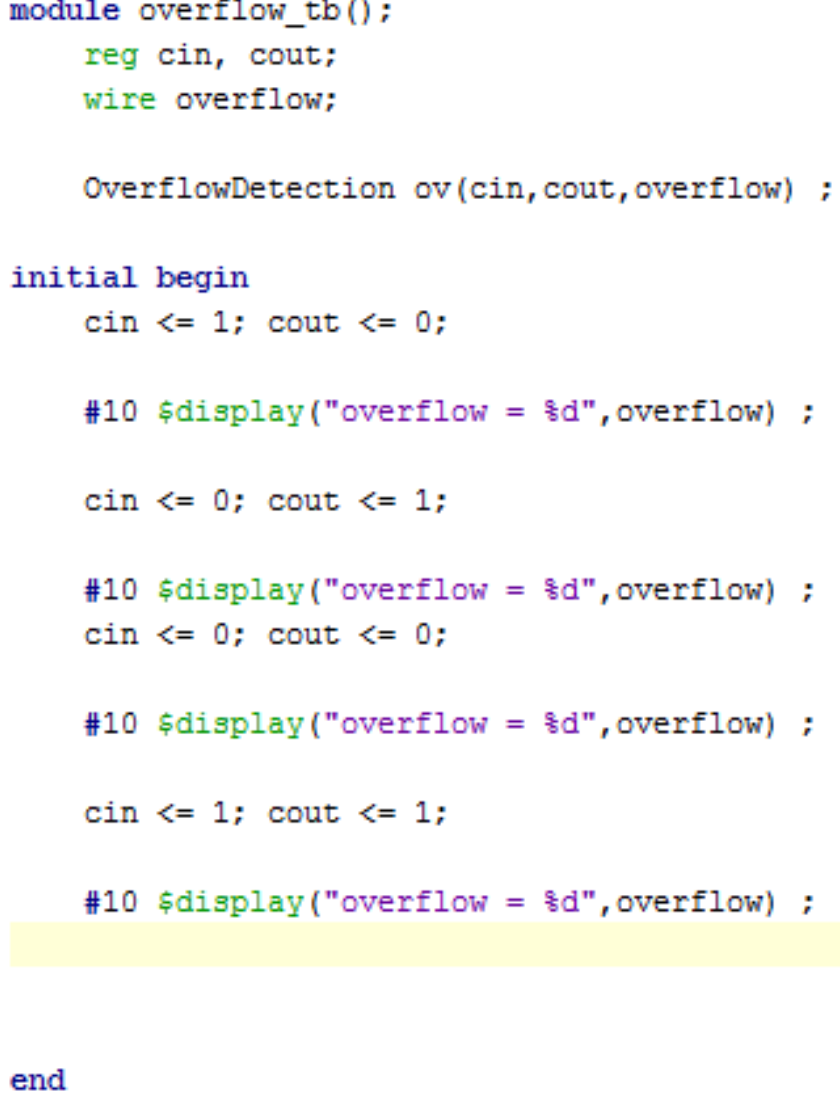 module overflow_tb();
reg cin, cout;
wire overflow;
OverflowDetection ov(cin,cout,overflow) ;
initial begin
cin <= 1; cout <= 0;
#10 $display("overflow = %d",overflow) ;
cin <= 0; cout <= 1;
#10 $display("overflow = %d",overflow) ;
cin <= 0; cout <= 0;
#10 $display("overflow = %d",overflow) ;
cin <= 1; cout <= 1;
#10 $display("overflow = %d",overflow) ;
end